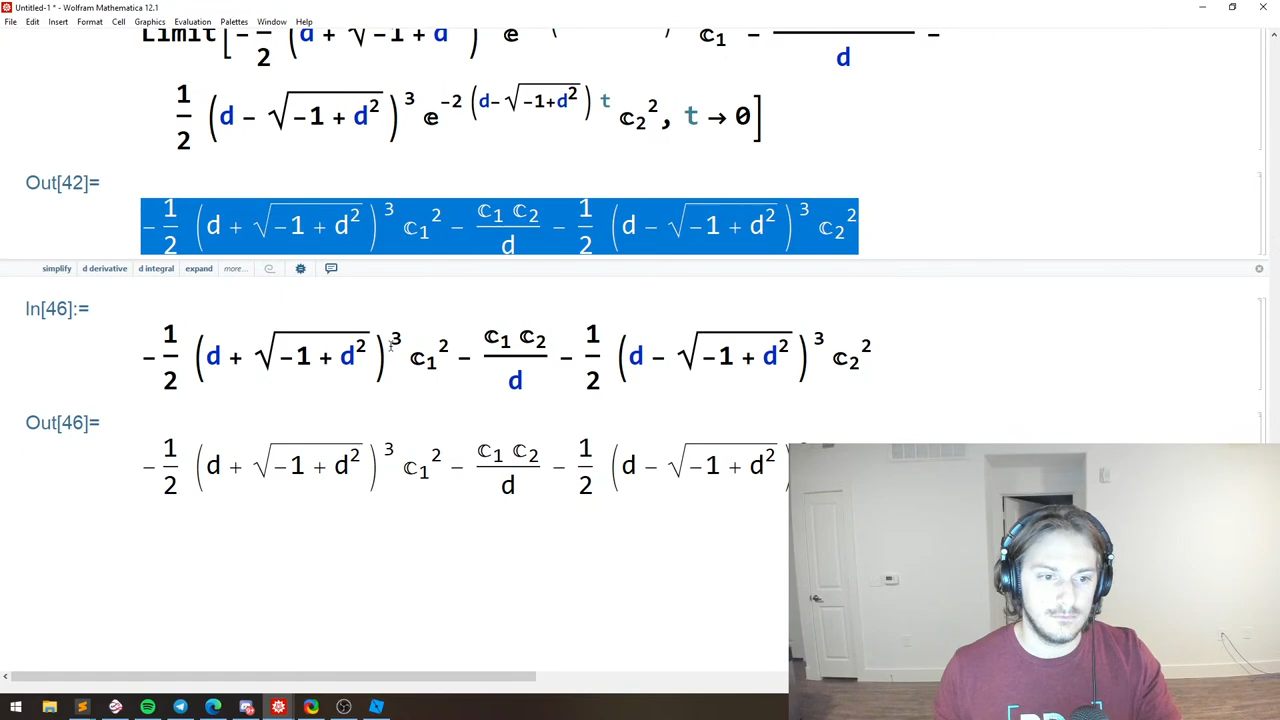 Untitled-1 * - Wolfram Mathematica 12.1
File Edit Insert Format Cell Graphics Evaluation Palettes Window Help
Limit[-1/2 (d + √-1 + d ) e c₁ - d -
1/2 (d - √(-1 + d²))³ e^(-2 (d-√(-1+d²)) t) c₂², t → 0]
Out[42]=
- 1/2 (d + √(-1 + d²))³ c₁² - (c₁ c₂)/d - 1/2 (d - √(-1 + d²))³ c₂²
simplify d derivative d integral expand more...
In[46]:=
- 1/2 (d + √(-1 + d²))³ c₁² - (c₁ c₂)/d - 1/2 (d - √(-1 + d²))³ c₂²
Out[46]=
- 1/2 (d + √(-1 + d²))³ c₁² - (c₁ c₂)/d - 1/2 (d - √(-1 + d²)